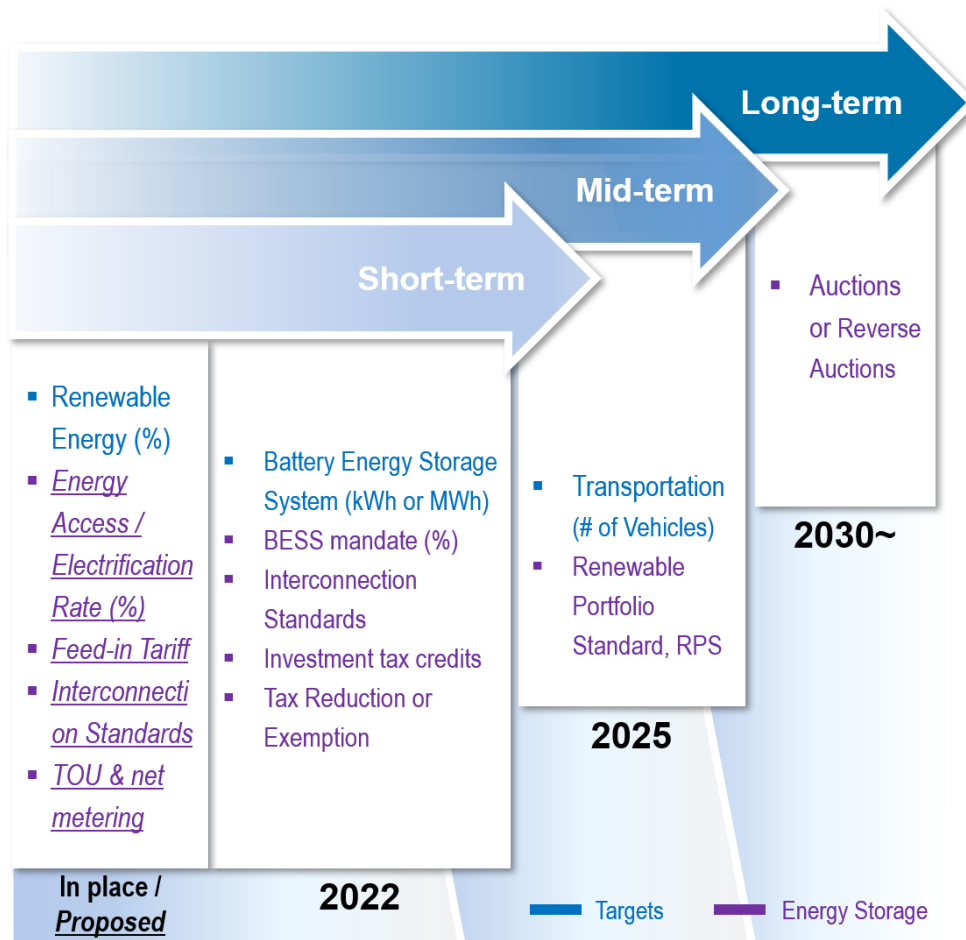 Long-term
Mid-term
Short-term
Renewable
Energy (%)
Energy
Access /
Electrification
Rate (%)
Feed-in Tariff
Interconnecti
on Standards
TOU & net
metering
In place /
Proposed
Battery Energy Storage
System (kWh or MWh)
BESS mandate (%)
Interconnection
Standards
Investment tax credits
Tax Reduction or
Exemption
2022
Transportation
(# of Vehicles)
Renewable
Portfolio
Standard, RPS
2025
Auctions
or Reverse
Auctions
2030~
Targets
Energy Storage